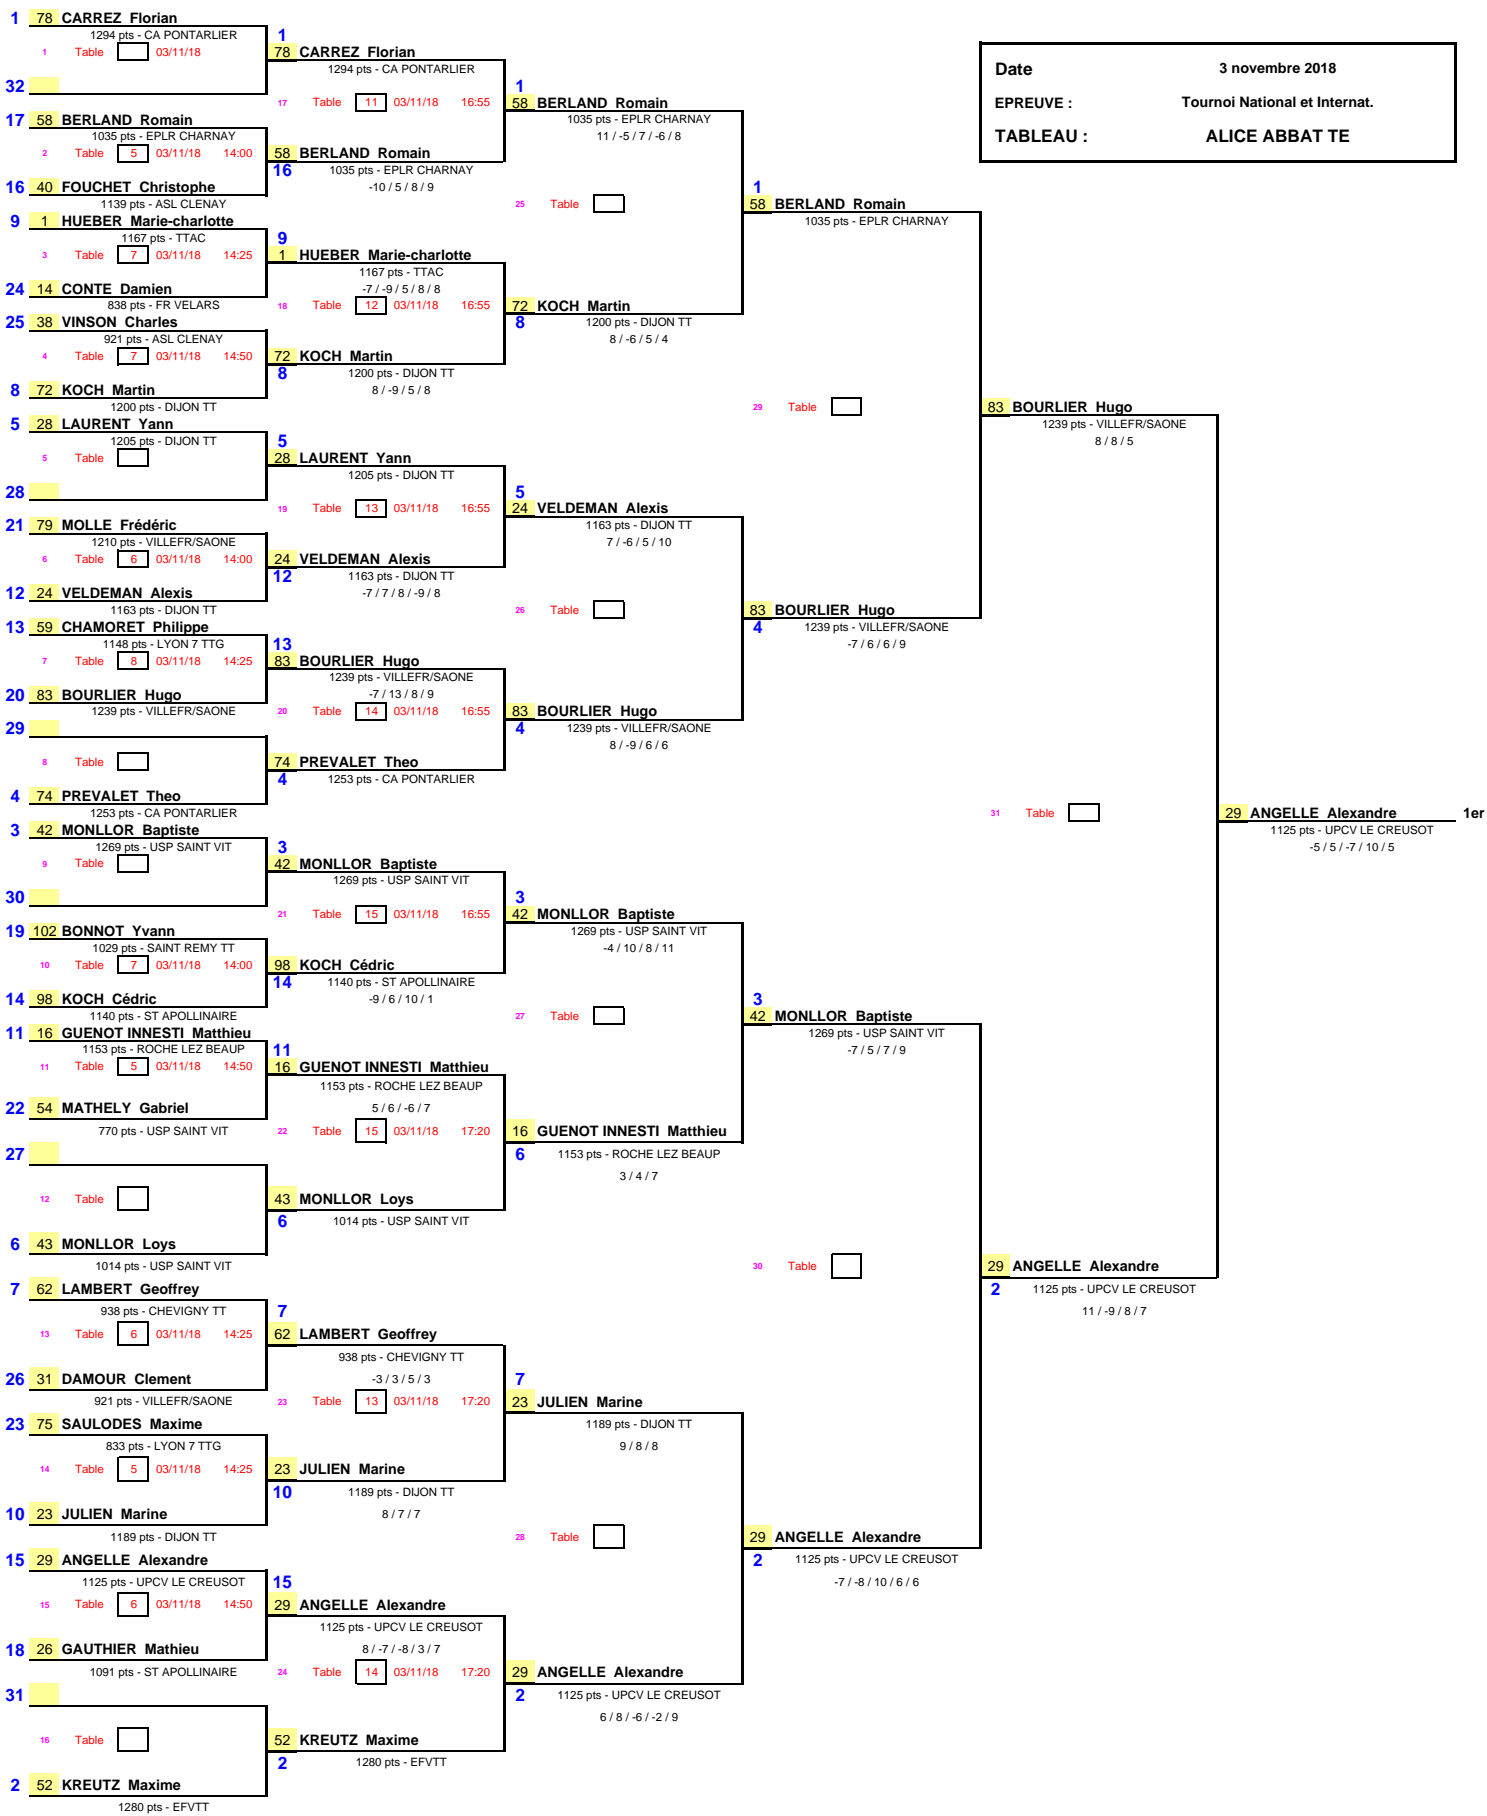 Date 3 novembre 2018
EPREUVE : Tournoi National et Internat.
TABLEAU : ALICE ABBAT TE
1 78 CARREZ Florian
1294 pts - CA PONTARLIER
1 Table 03/11/18
32
17 58 BERLAND Romain
1035 pts - EPLR CHARNAY
2 Table 5 03/11/18 14:00
16 40 FOUCHET Christophe
1139 pts - ASL CLENAY
9 1 HUEBER Marie-charlotte
1167 pts - TTAC
3 Table 7 03/11/18 14:25
24 14 CONTE Damien
838 pts - FR VELARS
25 38 VINSON Charles
921 pts - ASL CLENAY
4 Table 7 03/11/18 14:50
8 72 KOCH Martin
1200 pts - DIJON TT
5 28 LAURENT Yann
1205 pts - DIJON TT
5 Table
28
21 79 MOLLE Frédéric
1210 pts - VILLEFR/SAONE
6 Table 6 03/11/18 14:00
12 24 VELDEMAN Alexis
1163 pts - DIJON TT
13 59 CHAMORET Philippe
1148 pts - LYON 7 TTG
7 Table 8 03/11/18 14:25
20 83 BOURLIER Hugo
1239 pts - VILLEFR/SAONE
29
8 Table
4 74 PREVALET Theo
1253 pts - CA PONTARLIER
3 42 MONLLOR Baptiste
1269 pts - USP SAINT VIT
9 Table
30
19 102 BONNOT Yvann
1029 pts - SAINT REMY TT
10 Table 7 03/11/18 14:00
14 98 KOCH Cédric
1140 pts - ST APOLLINAIRE
11 16 GUENOT INNESTI Matthieu
1153 pts - ROCHE LEZ BEAUP
11 Table 5 03/11/18 14:50
22 54 MATHELY Gabriel
770 pts - USP SAINT VIT
27
12 Table
6 43 MONLLOR Loys
1014 pts - USP SAINT VIT
7 62 LAMBERT Geoffrey
938 pts - CHEVIGNY TT
13 Table 6 03/11/18 14:25
26 31 DAMOUR Clement
921 pts - VILLEFR/SAONE
23 75 SAULODES Maxime
833 pts - LYON 7 TTG
14 Table 5 03/11/18 14:25
10 23 JULIEN Marine
1189 pts - DIJON TT
15 29 ANGELLE Alexandre
1125 pts - UPCV LE CREUSOT
15 Table 6 03/11/18 14:50
18 26 GAUTHIER Mathieu
1091 pts - ST APOLLINAIRE
31
16 Table
2 52 KREUTZ Maxime
1280 pts - EFVTT
1
78 CARREZ Florian
1294 pts - CA PONTARLIER
17 Table 11 03/11/18 16:55
58 BERLAND Romain
16 1035 pts - EPLR CHARNAY
-10 / 5 / 8 / 9
9
1 HUEBER Marie-charlotte
1167 pts - TTAC
-7 / -9 / 5 / 8 / 8
18 Table 12 03/11/18 16:55
72 KOCH Martin
8 1200 pts - DIJON TT
8 / -9 / 5 / 8
5
28 LAURENT Yann
1205 pts - DIJON TT
19 Table 13 03/11/18 16:55
24 VELDEMAN Alexis
12 1163 pts - DIJON TT
-7 / 7 / 8 / -9 / 8
13
83 BOURLIER Hugo
1239 pts - VILLEFR/SAONE
-7 / 13 / 8 / 9
20 Table 14 03/11/18 16:55
74 PREVALET Theo
4 1253 pts - CA PONTARLIER
3
42 MONLLOR Baptiste
1269 pts - USP SAINT VIT
21 Table 15 03/11/18 16:55
98 KOCH Cédric
14 1140 pts - ST APOLLINAIRE
-9 / 6 / 10 / 1
11
16 GUENOT INNESTI Matthieu
1153 pts - ROCHE LEZ BEAUP
5 / 6 / -6 / 7
22 Table 15 03/11/18 17:20
43 MONLLOR Loys
6 1014 pts - USP SAINT VIT
7
62 LAMBERT Geoffrey
938 pts - CHEVIGNY TT
-3 / 3 / 5 / 3
23 Table 13 03/11/18 17:20
23 JULIEN Marine
10 1189 pts - DIJON TT
8 / 7 / 7
15
29 ANGELLE Alexandre
1125 pts - UPCV LE CREUSOT
8 / -7 / -8 / 3 / 7
24 Table 14 03/11/18 17:20
52 KREUTZ Maxime
2 1280 pts - EFVTT
1
58 BERLAND Romain
1035 pts - EPLR CHARNAY
11 / -5 / 7 / -6 / 8
25 Table
72 KOCH Martin
8 1200 pts - DIJON TT
8 / -6 / 5 / 4
5
24 VELDEMAN Alexis
1163 pts - DIJON TT
7 / -6 / 5 / 10
26 Table
83 BOURLIER Hugo
4 1239 pts - VILLEFR/SAONE
8 / -9 / 6 / 6
3
42 MONLLOR Baptiste
1269 pts - USP SAINT VIT
-4 / 10 / 8 / 11
27 Table
16 GUENOT INNESTI Matthieu
6 1153 pts - ROCHE LEZ BEAUP
3 / 4 / 7
7
23 JULIEN Marine
1189 pts - DIJON TT
9 / 8 / 8
28 Table
29 ANGELLE Alexandre
2 1125 pts - UPCV LE CREUSOT
6 / 8 / -6 / -2 / 9
1
58 BERLAND Romain
1035 pts - EPLR CHARNAY
29 Table
83 BOURLIER Hugo
4 1239 pts - VILLEFR/SAONE
-7 / 6 / 6 / 9
3
42 MONLLOR Baptiste
1269 pts - USP SAINT VIT
-7 / 5 / 7 / 9
30 Table
29 ANGELLE Alexandre
2 1125 pts - UPCV LE CREUSOT
-7 / -8 / 10 / 6 / 6
83 BOURLIER Hugo
1239 pts - VILLEFR/SAONE
8 / 8 / 5
31 Table
29 ANGELLE Alexandre
2 1125 pts - UPCV LE CREUSOT
11 / -9 / 8 / 7
29 ANGELLE Alexandre 1er
1125 pts - UPCV LE CREUSOT
-5 / 5 / -7 / 10 / 5